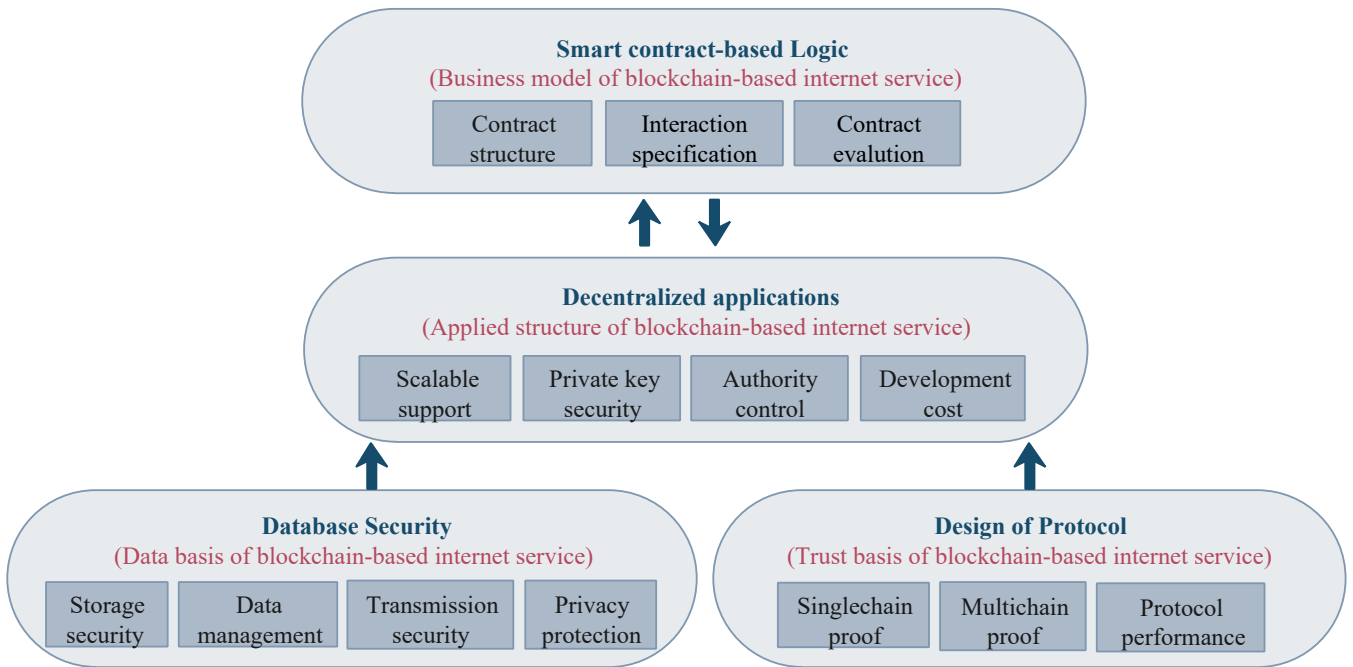 Smart contract-based Logic
(Business model of blockchain-based internet service)
Contract
structure
Interaction
specification
Contract
evalution
Decentralized applications
(Applied structure of blockchain-based internet service)
Scalable
support
Private key
security
Authority
control
Development
cost
Database Security
(Data basis of blockchain-based internet service)
Storage
security
Data
management
Transmission
security
Privacy
protection
Design of Protocol
(Trust basis of blockchain-based internet service)
Singlechain
proof
Multichain
proof
Protocol
performance